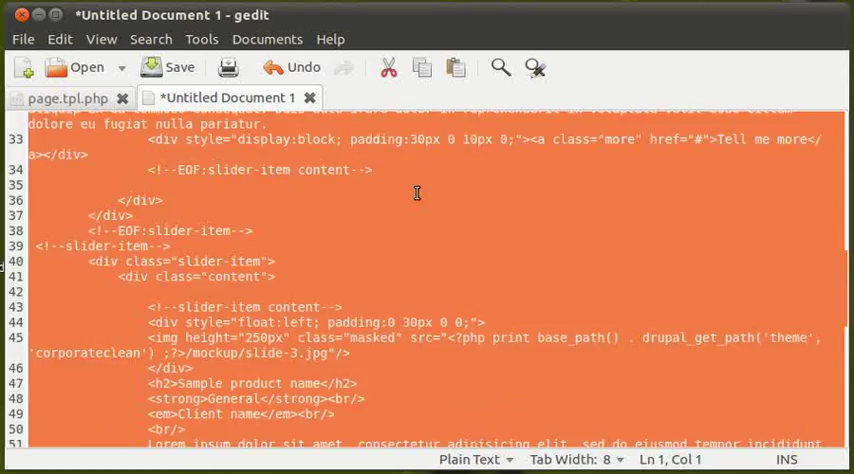 *Untitled Document 1 - gedit
File Edit View Search Tools Documents Help
Open Save Undo
page.tpl.php *Untitled Document 1
dolore eu fugiat nulla pariatur.
33 <div style="display:block; padding:30px 0 10px 0;"><a class="more" href="#">Tell me more</
a></div>
34 <!--EOF:slider-item content-->
35
36 </div>
37 </div>
38 <!--EOF:slider-item-->
39 <!--slider-item-->
40 <div class="slider-item">
41 <div class="content">
42
43 <!--slider-item content-->
44 <div style="float:left; padding:0 30px 0 0;">
45 <img height="250px" class="masked" src="<?php print base_path() . drupal_get_path('theme',
'corporateclean') ;?>/mockup/slide-3.jpg"/>
46 </div>
47 <h2>Sample product name</h2>
48 <strong>General</strong><br/>
49 <em>Client name</em><br/>
50 <br/>
51 Lorem ipsum dolor sit amet, consectetur adipisicing elit, sed do eiusmod tempor incididunt
Plain Text Tab Width: 8 Ln 1, Col 1 INS